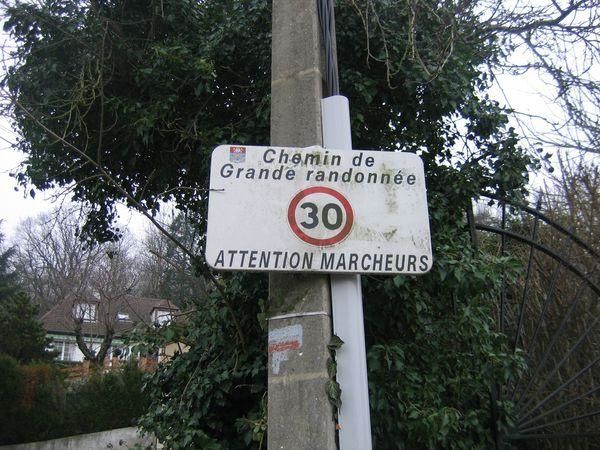 Chemin de
Grande randonnée
30
ATTENTION MARCHEURS